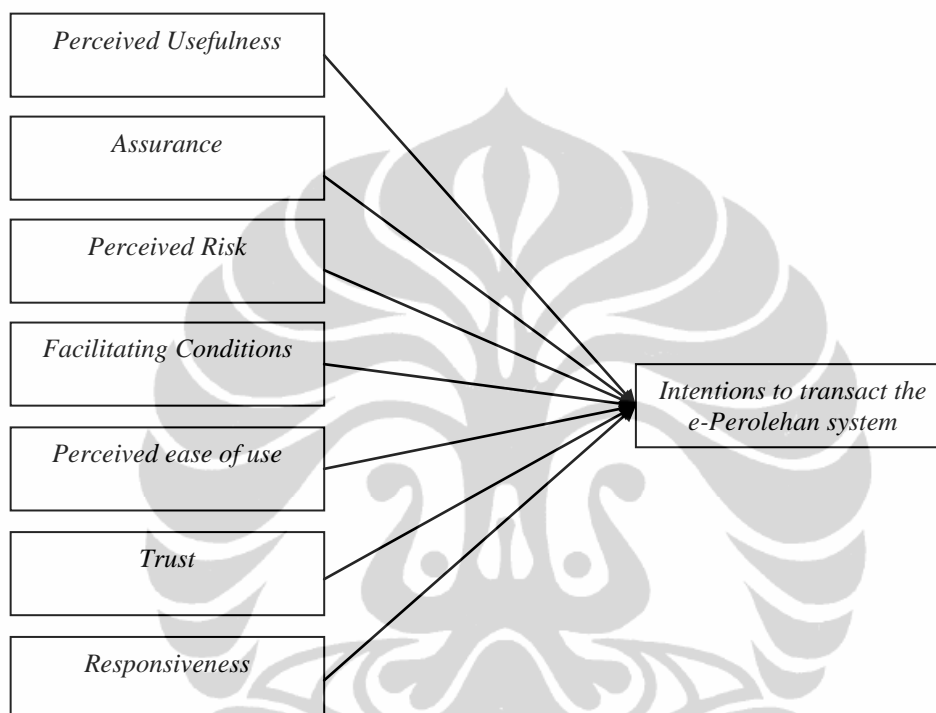 Perceived Usefulness
Assurance
Perceived Risk
Facilitating Conditions
Perceived ease of use
Trust
Responsiveness
Intentions to transact the
e-Perolehan system